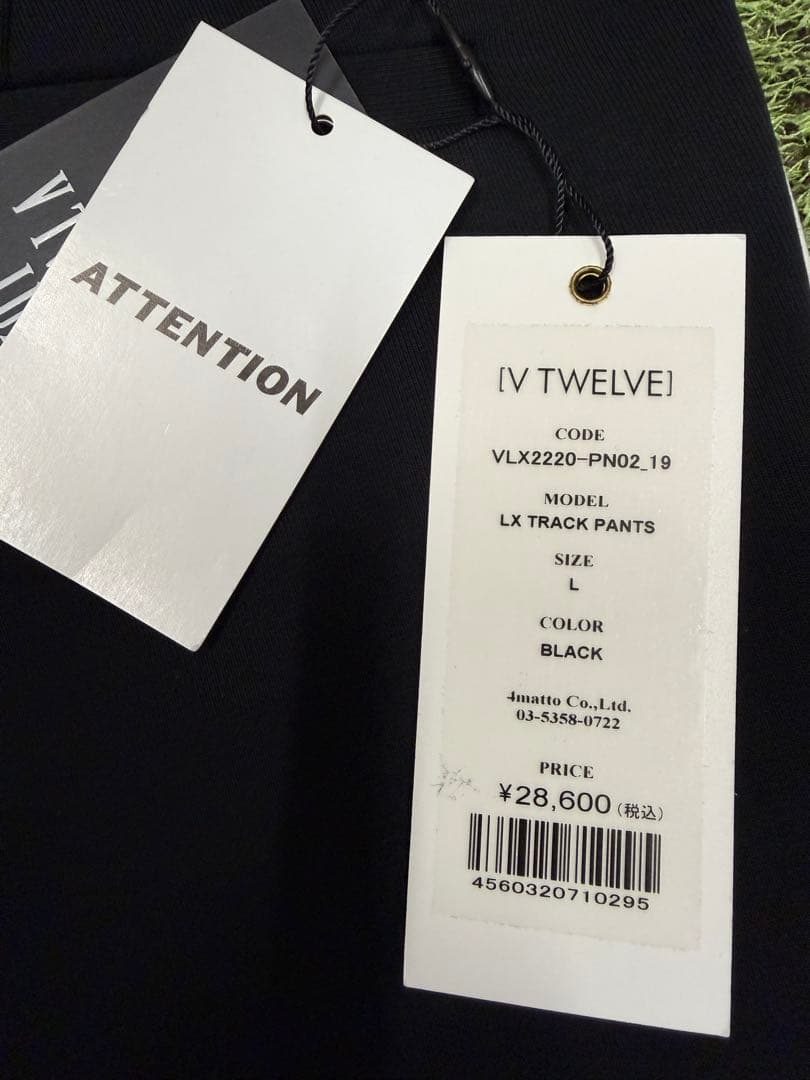 ATTENTION
[V TWELVE]
CODE
VLX2220-PN02_19
MODEL
LX TRACK PANTS
SIZE
L
COLOR
BLACK
4matto Co.,Ltd.
03-5358-0722
PRICE
¥28,600(税込)
4560320710295